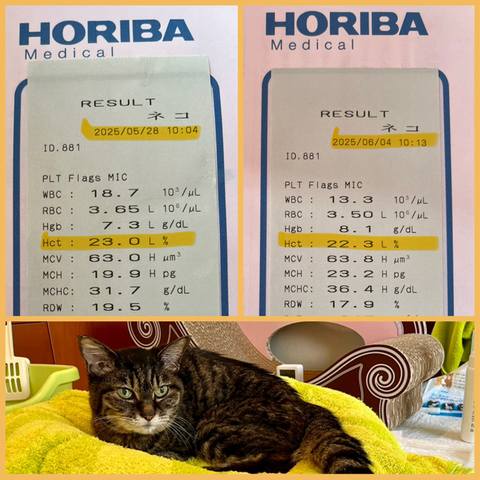 HORIBA
Medical
RESULT
ネコ
2025/05/28 10:04
ID.881
PLT Flags MIC
WBC : 18.7 10³/μL
RBC : 3.65 L 10⁶/μL
Hgb : 7.3 L g/dL
Hct : 23.0 L %
MCV : 63.0 H μm³
MCH : 19.9 H pg
MCHC: 31.7 g/dL
RDW : 19.5 %
HORIBA
Medical
RESULT
ネコ
2025/06/04 10:13
ID.881
PLT Flags MIC
WBC : 13.3 10³/μL
RBC : 3.50 L 10⁶/μL
Hgb : 8.1 g/dL
Hct : 22.3 L %
MCV : 63.8 H μm³
MCH : 23.2 H pg
MCHC: 36.4 H g/dL
RDW : 17.9 %